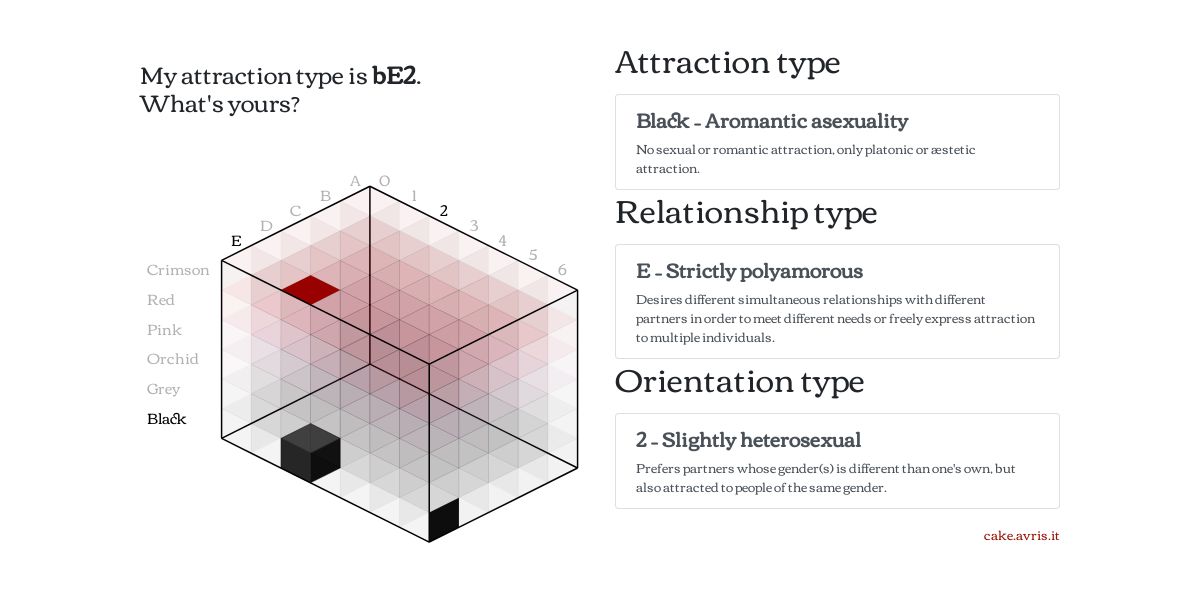 My attraction type is bE2.
What's yours?
A O
B 1
C 2
D 3
E 4
5
6
Crimson
Red
Pink
Orchid
Grey
Black
Attraction type
Black – Aromantic asexuality
No sexual or romantic attraction, only platonic or æstetic
attraction.
Relationship type
E – Strictly polyamorous
Desires different simultaneous relationships with different
partners in order to meet different needs or freely express attraction
to multiple individuals.
Orientation type
2 – Slightly heterosexual
Prefers partners whose gender(s) is different than one's own, but
also attracted to people of the same gender.
cake.avris.it